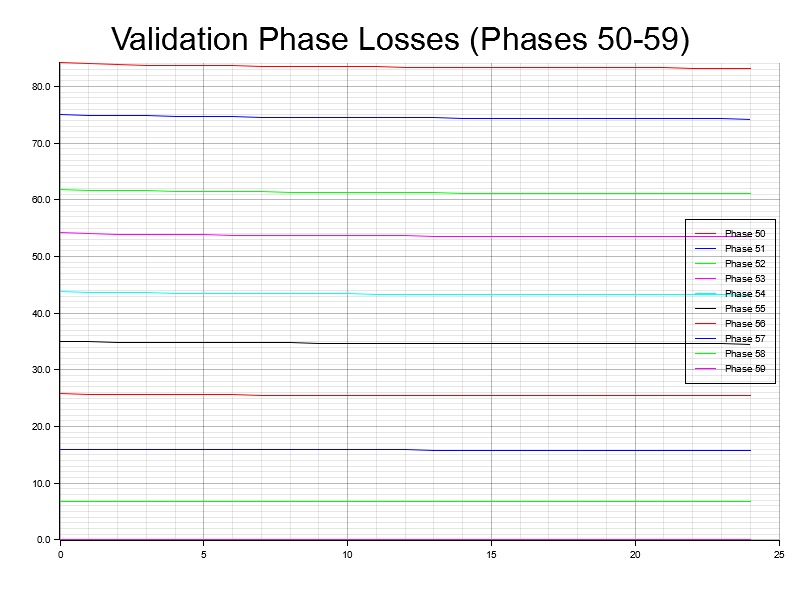 Validation Phase Losses (Phases 50-59)
80.0
70.0
60.0
50.0
40.0
30.0
20.0
10.0
0.0
Phase 50
Phase 51
Phase 52
Phase 53
Phase 54
Phase 55
Phase 56
Phase 57
Phase 58
Phase 59
0 5 10 15 20 25